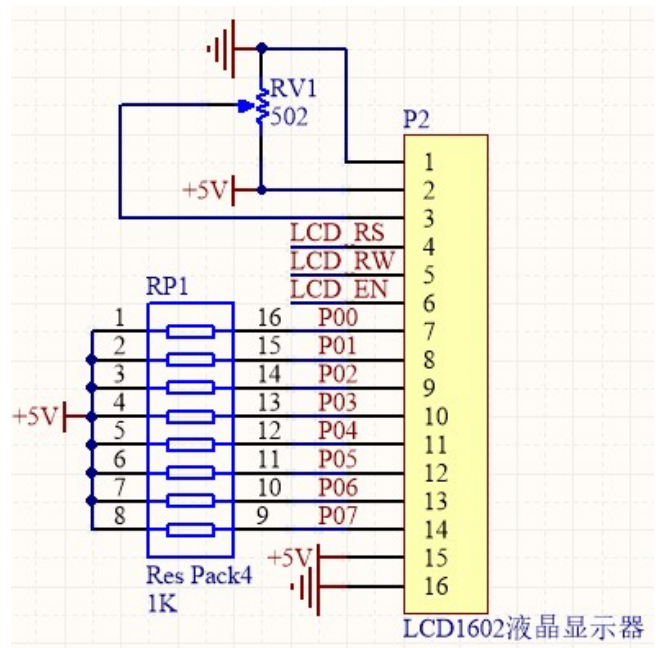 RV1
502
P2
+5V
1
2
3
LCD_RS 4
LCD_RW 5
LCD_EN 6
RP1
1 16 P00 7
2 15 P01 8
3 14 P02 9
4 13 P03 10
+5V
5 12 P04 11
6 11 P05 12
7 10 P06 13
8 9 P07 14
+5V 15
16
Res Pack4
1K
LCD1602液晶显示器